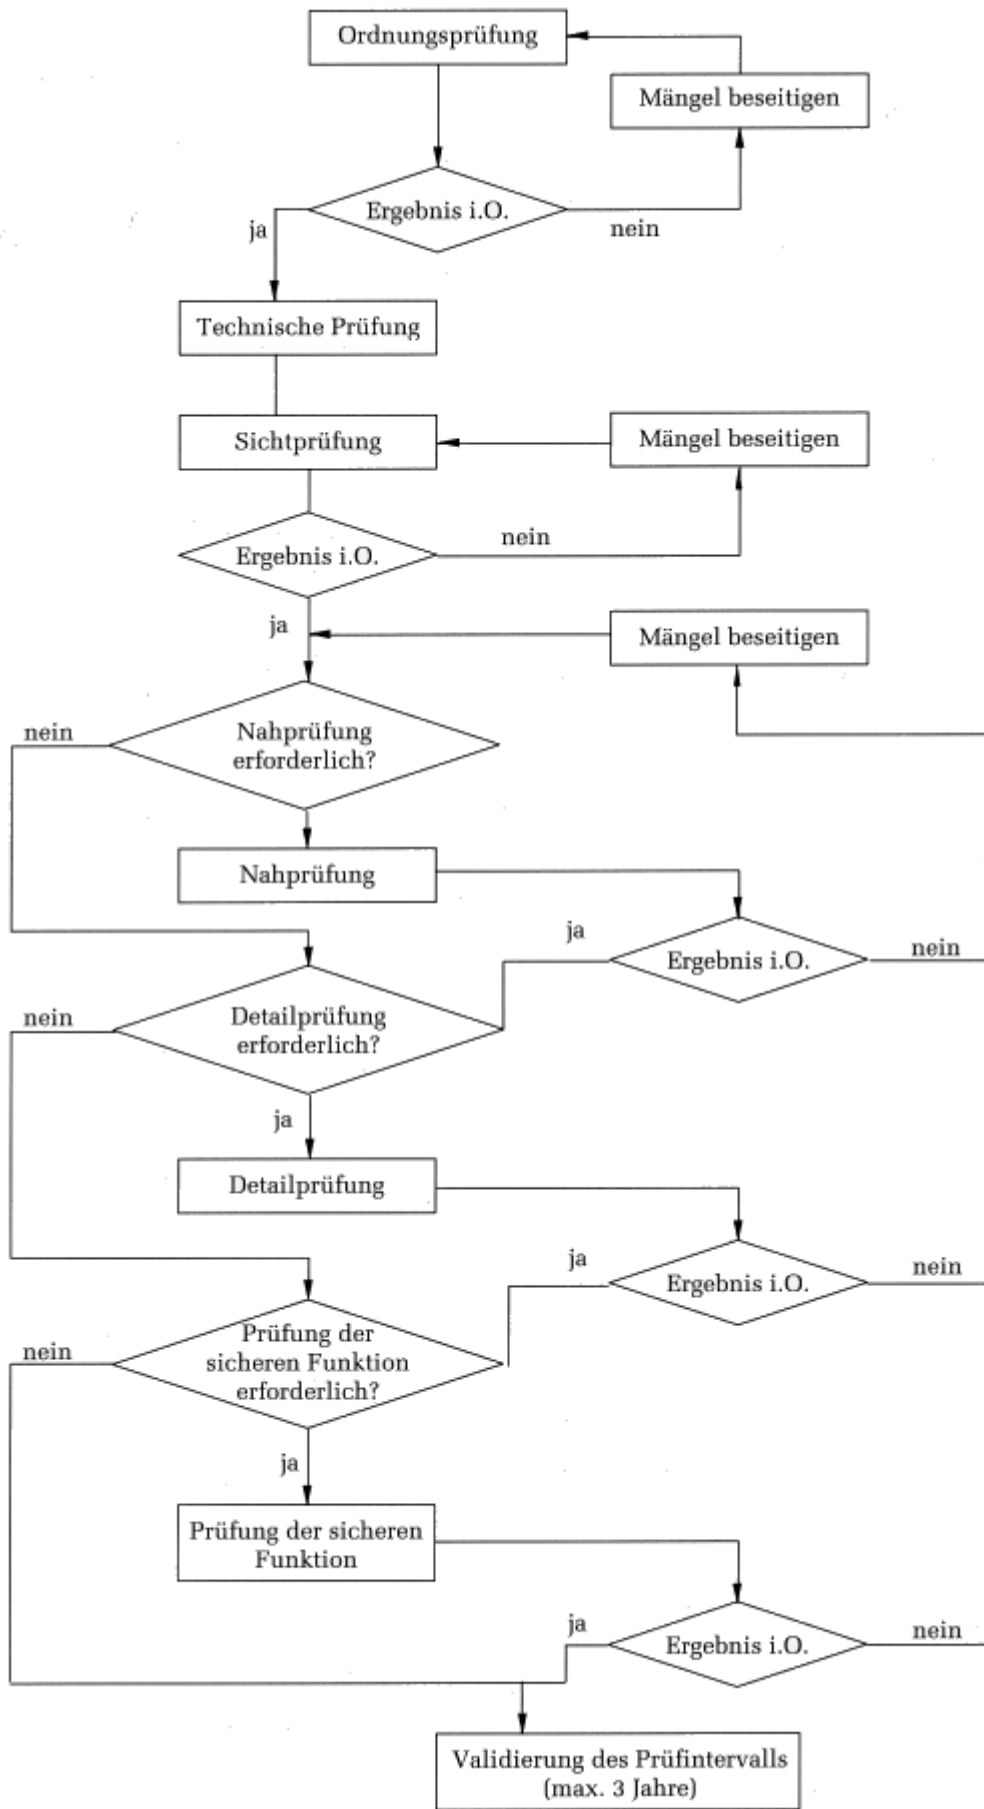 Ordnungsprüfung
Mängel beseitigen
Ergebnis i.O.
ja
nein
Technische Prüfung
Sichtprüfung
Mängel beseitigen
nein
Ergebnis i.O.
ja
Mängel beseitigen
nein
Nahprüfung
erforderlich?
Nahprüfung
ja
Ergebnis i.O.
nein
nein
Detailprüfung
erforderlich?
ja
Detailprüfung
ja
Ergebnis i.O.
nein
nein
Prüfung der
sicheren Funktion
erforderlich?
ja
Prüfung der sicheren
Funktion
ja
Ergebnis i.O.
nein
Validierung des Prüfintervalls
(max. 3 Jahre)